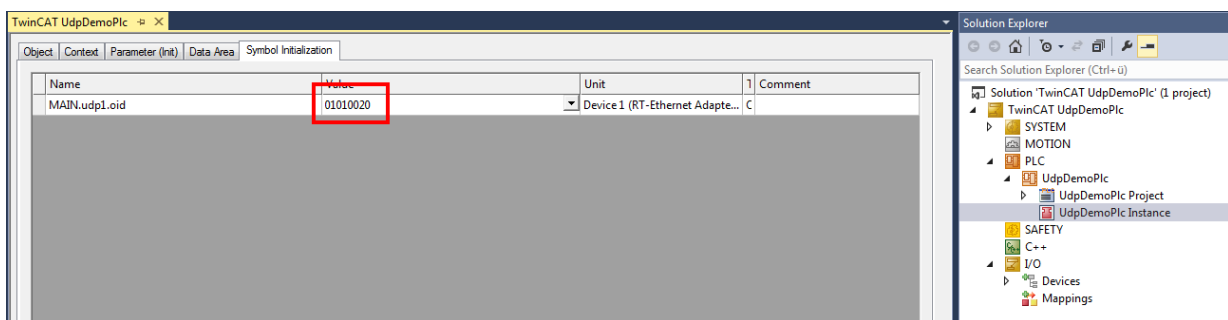 TwinCAT UdpDemoPlc
Object Context Parameter (Init) Data Area Symbol Initialization
Name Value Unit T Comment
MAIN.udp1.oid 01010020 Device 1 (RT-Ethernet Adapte... C
Solution Explorer
Search Solution Explorer (Ctrl+ü)
Solution 'TwinCAT UdpDemoPlc' (1 project)
TwinCAT UdpDemoPlc
SYSTEM
MOTION
PLC
UdpDemoPlc
UdpDemoPlc Project
UdpDemoPlc Instance
SAFETY
C++
I/O
Devices
Mappings